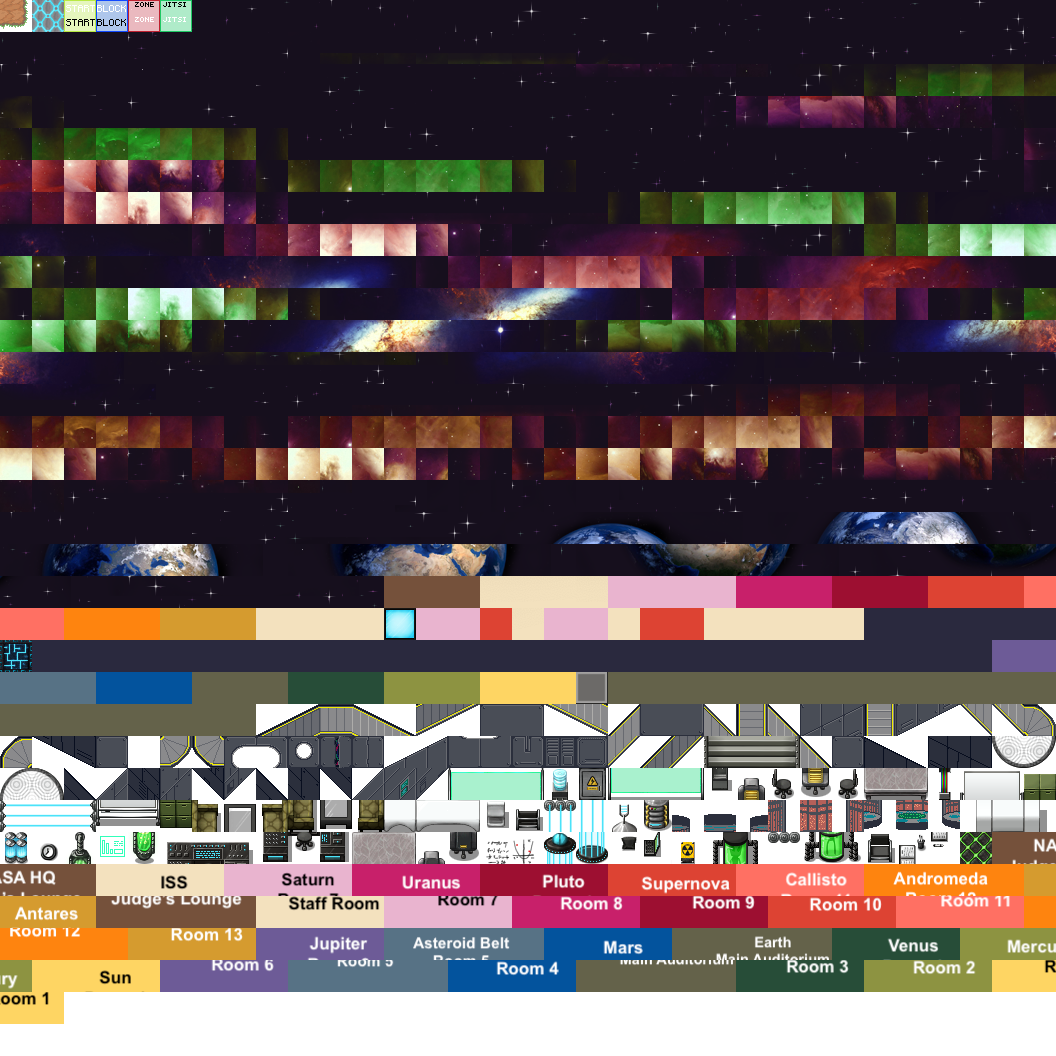 START BLOCK ZONE JITSI
START BLOCK ZONE JITSI
NA
ASA HQ ISS Saturn Uranus Pluto Supernova Callisto Andromeda
Antares Judge's Lounge Staff Room Room 7 Room 8 Room 9 Room 10 Room 11
Room 12 Room 13 Jupiter Asteroid Belt Mars Earth Venus Mercu
Room 5 Main Auditorium Main Auditorium
ry Sun Room 6 Room 5 Room 4 Room 3 Room 2 R
oom 1